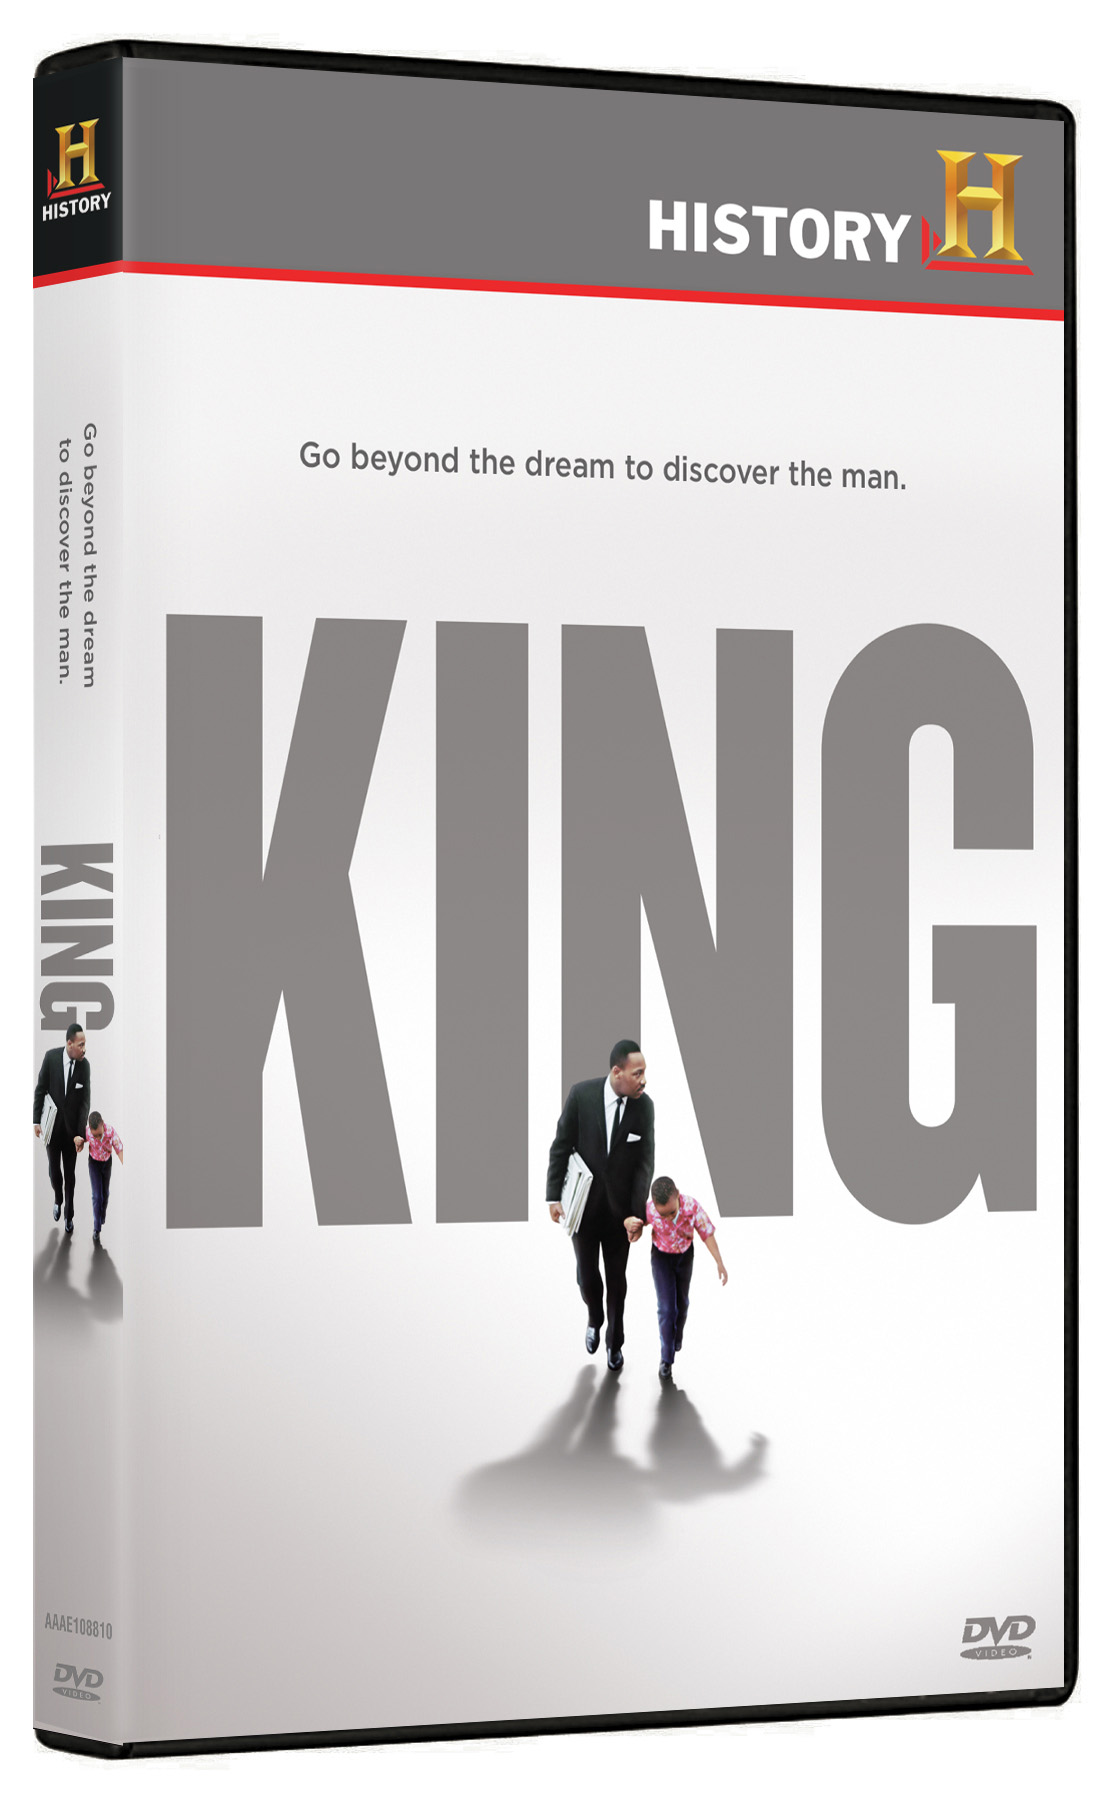 H
HISTORY
Go beyond the dream
to discover the man.
KING
AAAE108810
DVD
VIDEO
HISTORY H
Go beyond the dream to discover the man.
KING
DVD
VIDEO